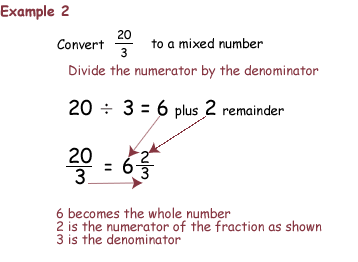 Example 2
Convert 20/3 to a mixed number
Divide the numerator by the denominator
20 ÷ 3 = 6 plus 2 remainder
20/3 = 6 2/3
6 becomes the whole number
2 is the numerator of the fraction as shown
3 is the denominator